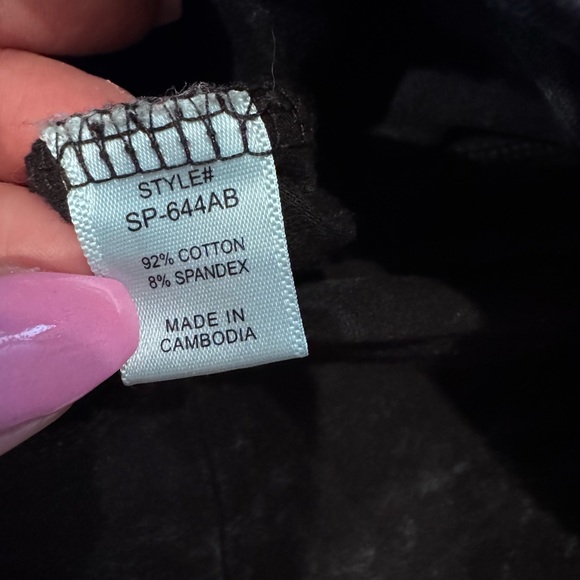 STYLE#
SP-644AB
92% COTTON
8% SPANDEX
MADE IN
CAMBODIA